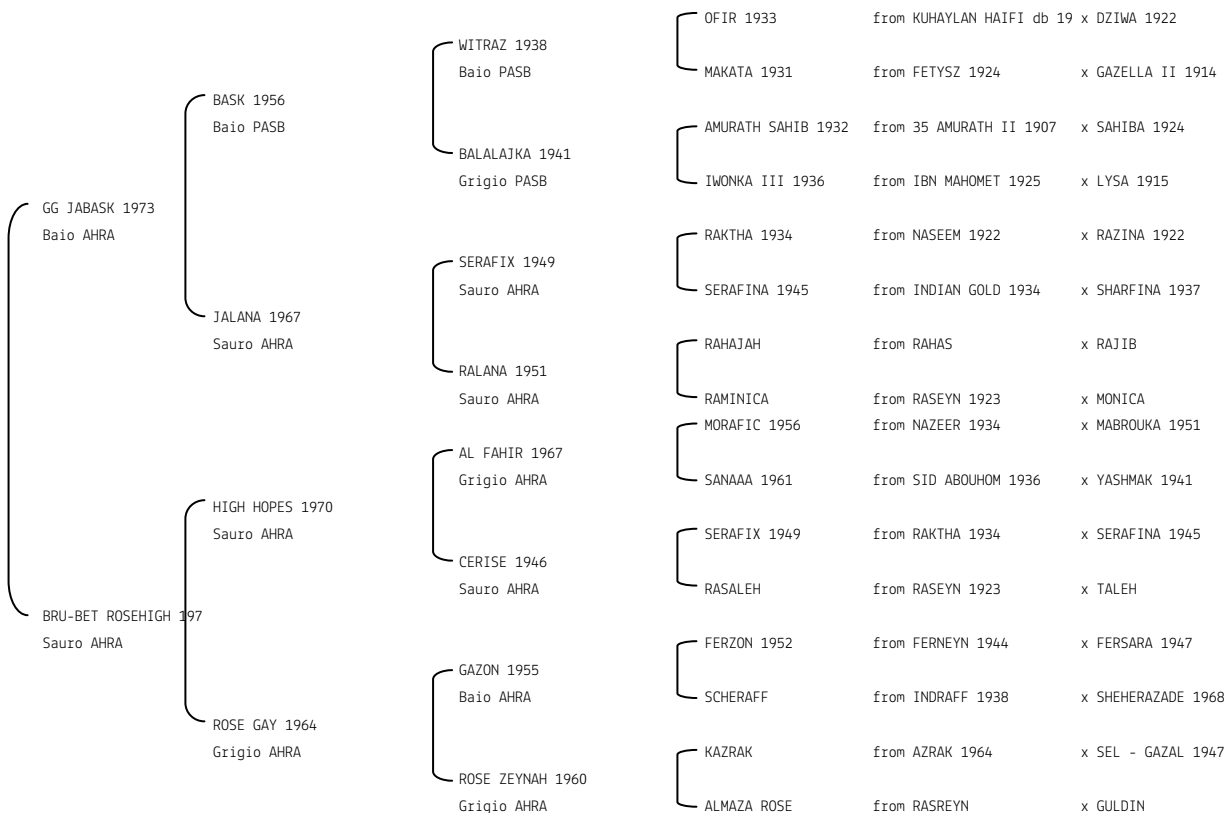 OFIR 1933 from KUHAYLAN HAIFI db 19 x DZIWA 1922
WITRAZ 1938
Baio PASB
MAKATA 1931 from FETYSZ 1924 x GAZELLA II 1914
BASK 1956
Baio PASB
AMURATH SAHIB 1932 from 35 AMURATH II 1907 x SAHIBA 1924
BALALAJKA 1941
Grigio PASB
IWONKA III 1936 from IBN MAHOMET 1925 x LYSA 1915
GG JABASK 1973
Baio AHRA
RAKTHA 1934 from NASEEM 1922 x RAZINA 1922
SERAFIX 1949
Sauro AHRA
SERAFINA 1945 from INDIAN GOLD 1934 x SHARFINA 1937
JALANA 1967
Sauro AHRA
RAHAJAH from RAHAS x RAJIB
RALANA 1951
Sauro AHRA
RAMINICA from RASEYN 1923 x MONICA
MORAFIC 1956 from NAZEER 1934 x MABROUKA 1951
AL FAHIR 1967
Grigio AHRA
SANAAA 1961 from SID ABOUHOM 1936 x YASHMAK 1941
HIGH HOPES 1970
Sauro AHRA
SERAFIX 1949 from RAKTHA 1934 x SERAFINA 1945
CERISE 1946
Sauro AHRA
RASALEH from RASEYN 1923 x TALEH
BRU-BET ROSEHIGH 197
Sauro AHRA
FERZON 1952 from FERNEYN 1944 x FERSARA 1947
GAZON 1955
Baio AHRA
SCHERAFF from INDRAFF 1938 x SHEHERAZADE 1968
ROSE GAY 1964
Grigio AHRA
KAZRAK from AZRAK 1964 x SEL - GAZAL 1947
ROSE ZEYNAH 1960
Grigio AHRA
ALMAZA ROSE from RASREYN x GULDIN